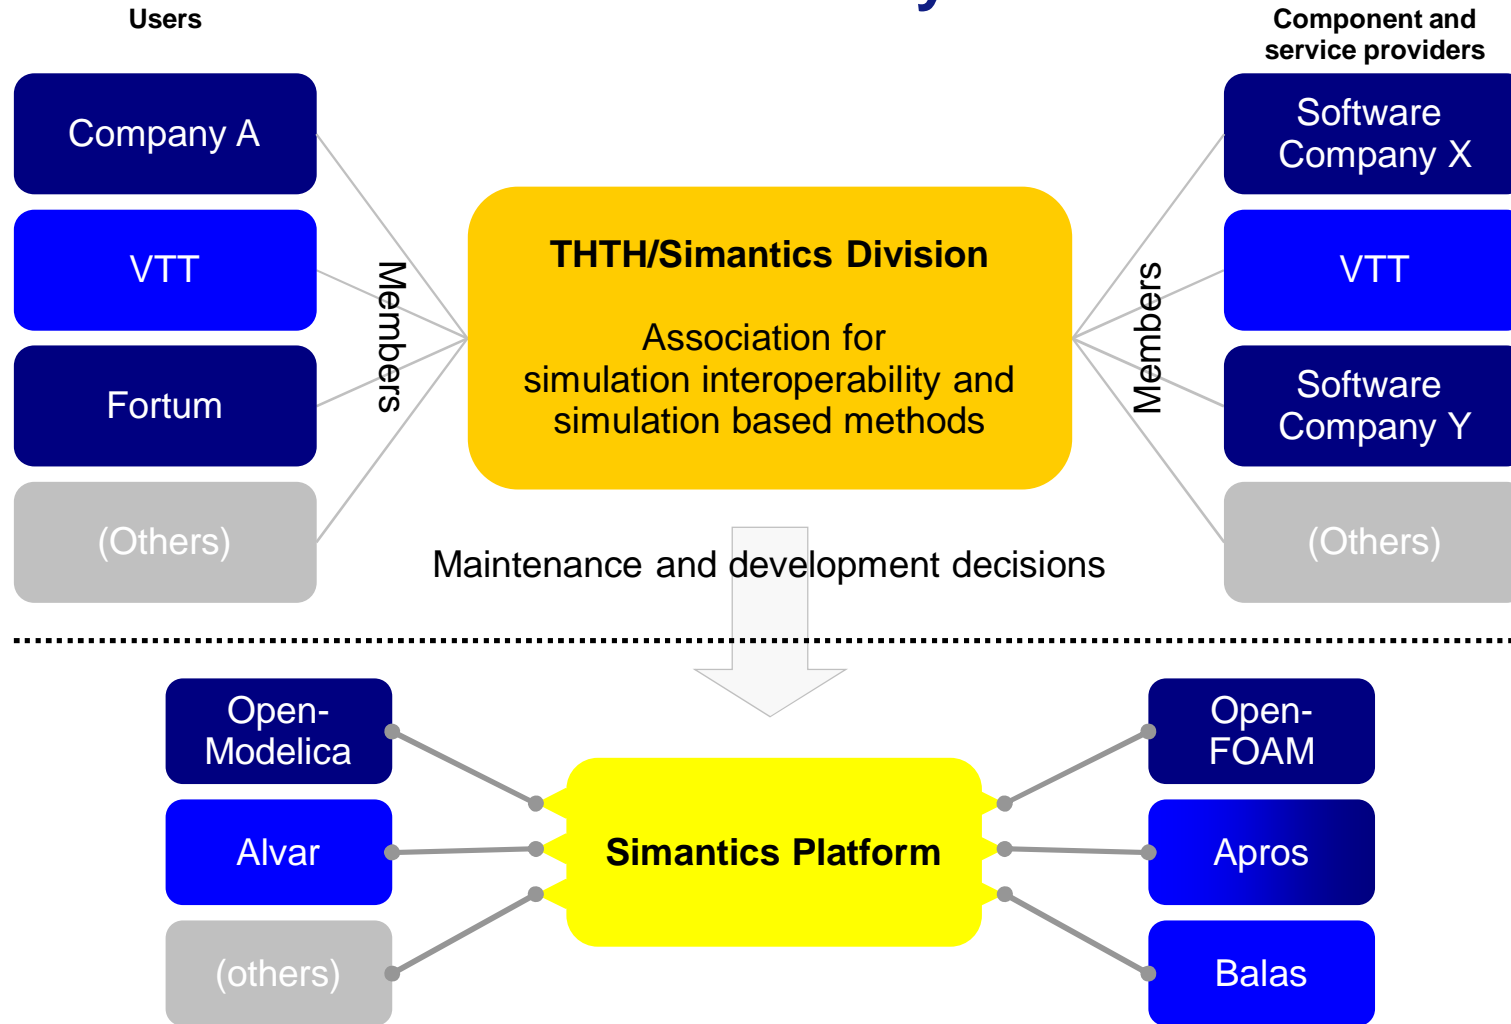 Users
Component and
service providers
Company A
VTT
Fortum
(Others)
Members
THTH/Simantics Division
Association for
simulation interoperability and
simulation based methods
Members
Software
Company X
VTT
Software
Company Y
(Others)
Maintenance and development decisions
Open-
Modelica
Alvar
(others)
Simantics Platform
Open-
FOAM
Apros
Balas